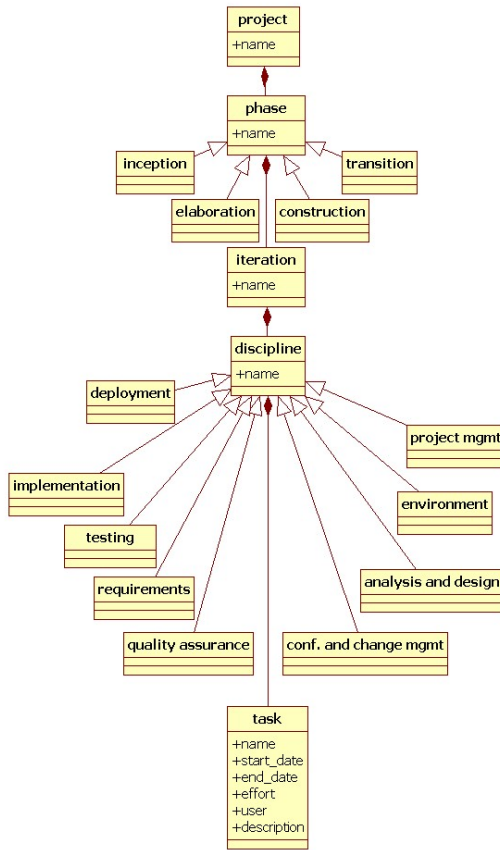 project
+name
phase
+name
inception
transition
elaboration
construction
iteration
+name
discipline
+name
deployment
project mgmt
implementation
environment
testing
analysis and design
requirements
quality assurance
conf. and change mgmt
task
+name
+start_date
+end_date
+effort
+user
+description